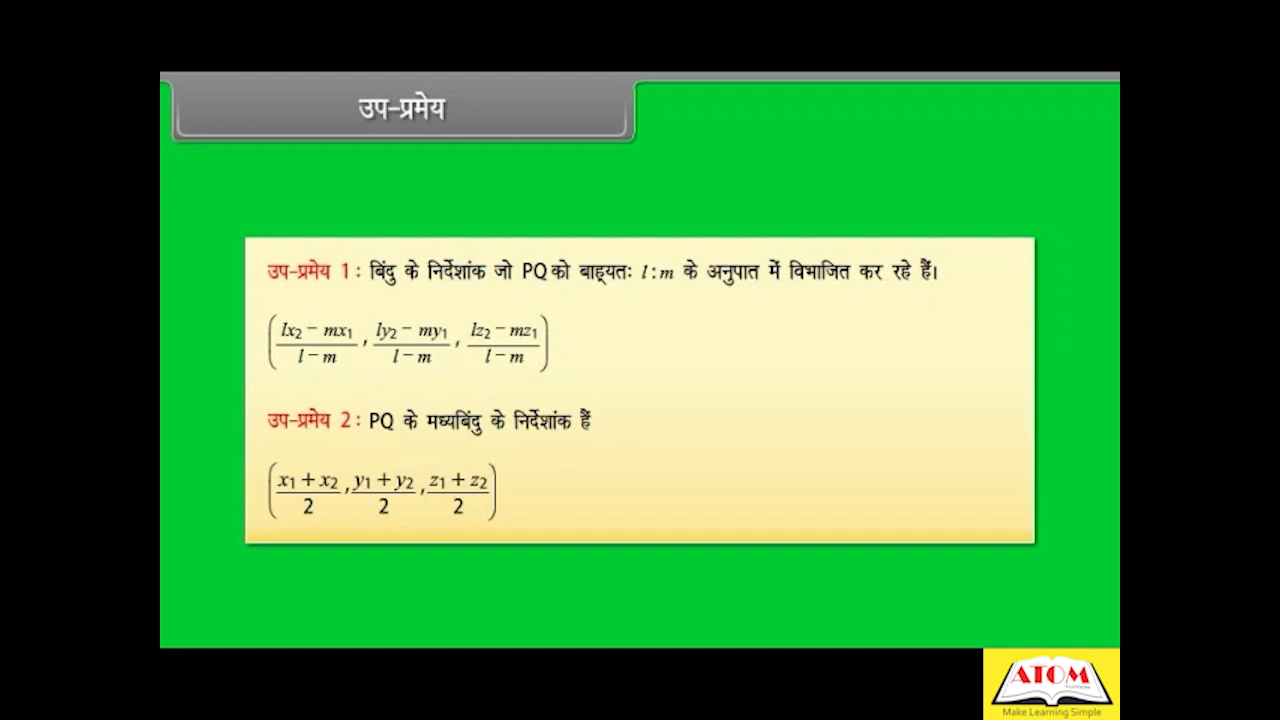 उप-प्रमेय
उप-प्रमेय 1: बिंदु के निर्देशांक जो PQ को बाह्यतः l:m के अनुपात में विभाजित कर रहे हैं।
(lx₂ − mx₁ / l − m , ly₂ − my₁ / l − m , lz₂ − mz₁ / l − m)
उप-प्रमेय 2: PQ के मध्यबिंदु के निर्देशांक हैं
(x₁ + x₂ / 2 , y₁ + y₂ / 2 , z₁ + z₂ / 2)
ATOM
Make Learning Simple